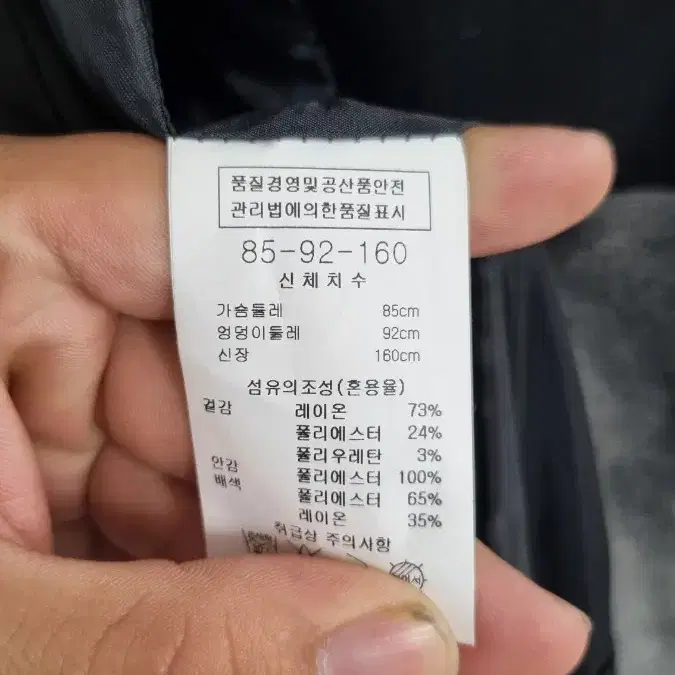 품질경영및공산품안전
관리법에의한품질표시
85-92-160
신체치수
가슴둘레 85cm
엉덩이둘레 92cm
신장 160cm
섬유의조성(혼용율)
겉감 레이온 73%
폴리에스터 24%
폴리우레탄 3%
안감 폴리에스터 100%
배색 폴리에스터 65%
레이온 35%
취급상 주의사항